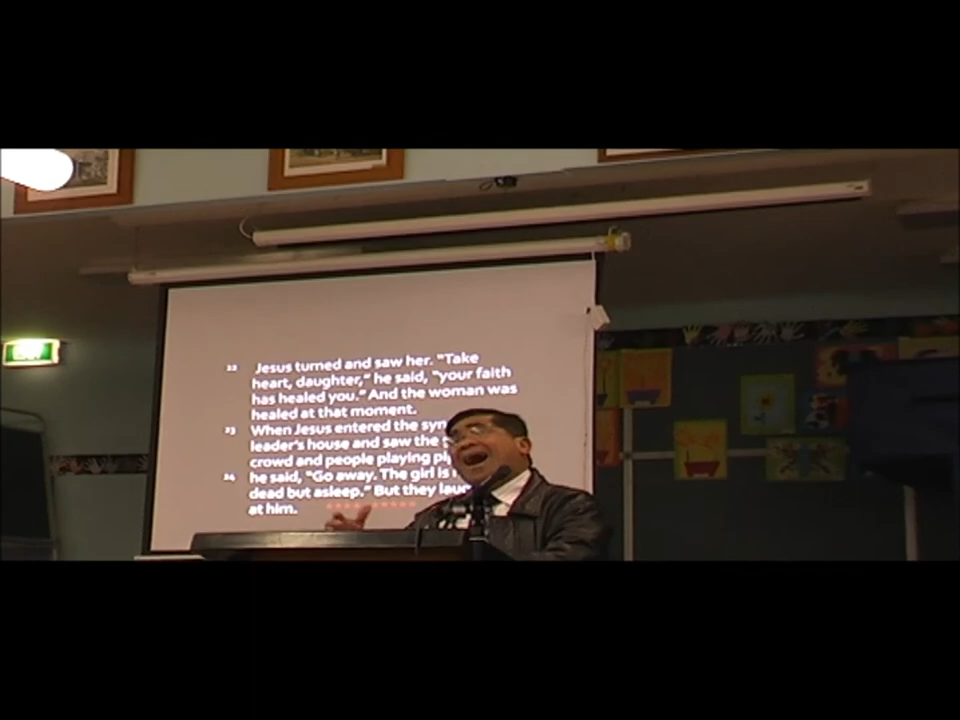 22 Jesus turned and saw her. "Take
heart, daughter," he said, "your faith
has healed you." And the woman was
healed at that moment.
23 When Jesus entered the syn
leader's house and saw the
crowd and people playing pi
24 he said, "Go away. The girl is
dead but asleep." But they laug
at him.
EXIT